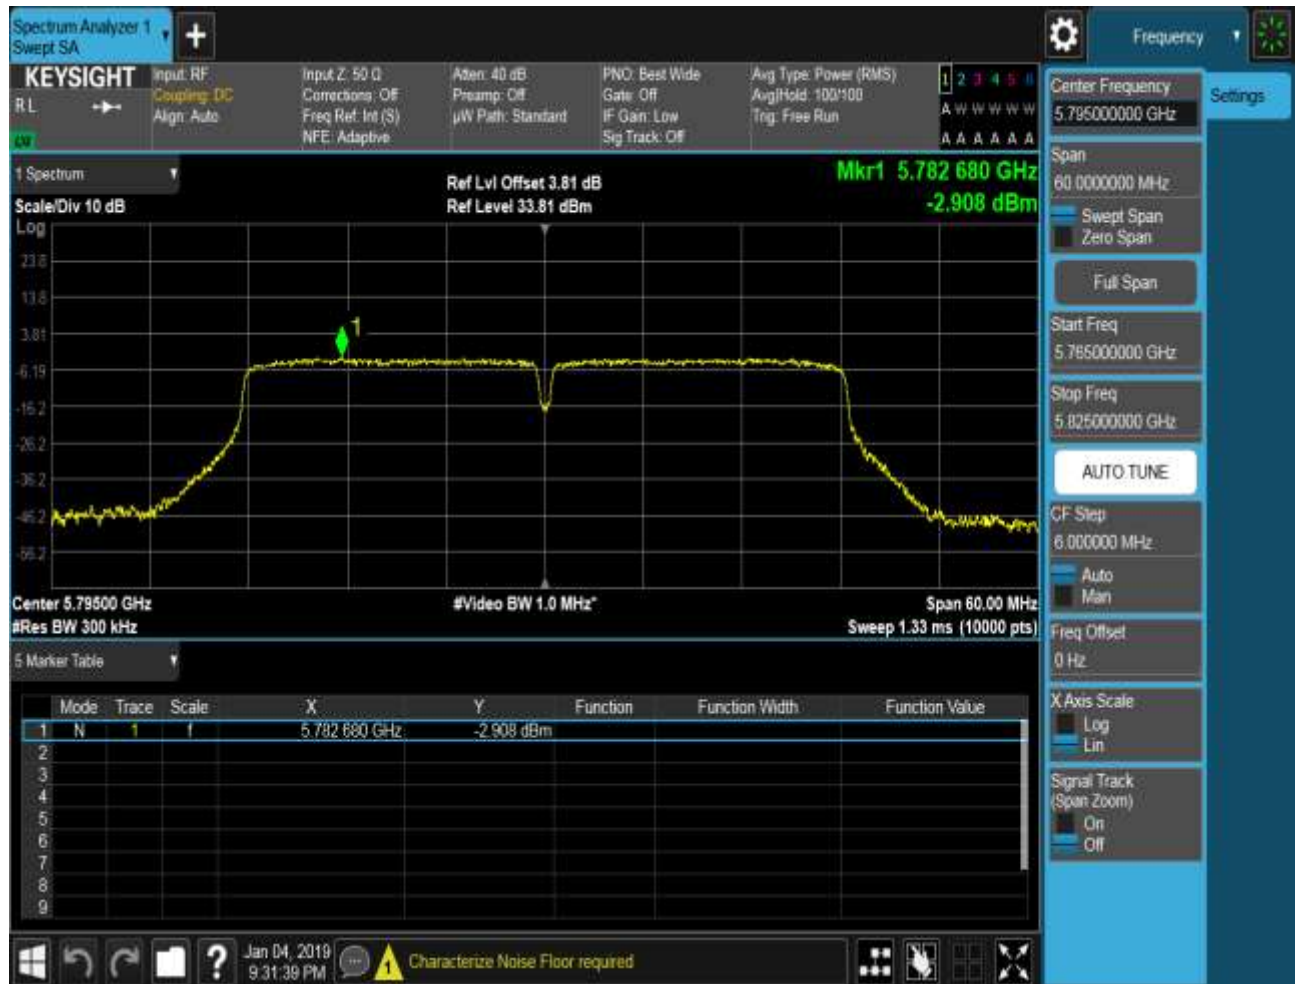 Spectrum Analyzer 1
Swept SA
+
Frequency
KEYSIGHT
Input: RF
Input Z: 50 Ω
Atten: 40 dB
PNO: Best Wide
Avg Type: Power (RMS)
1 2 3 4 5 6
R L
Coupling: DC
Corrections: Off
Preamp: Off
Gate: Off
Avg|Hold: 100/100
A W W W W W
Align: Auto
Freq Ref: Int (S)
µW Path: Standard
IF Gain: Low
Trig: Free Run
NFE: Adaptive
Sig Track: Off
A A A A A A
1 Spectrum
Ref Lvl Offset 3.81 dB
Mkr1 5.782 680 GHz
Scale/Div 10 dB
Ref Level 33.81 dBm
-2.908 dBm
Log
23.8
13.8
3.81
-6.19
-16.2
-26.2
-36.2
-46.2
-56.2
1
Center 5.79500 GHz
#Video BW 1.0 MHz*
Span 60.00 MHz
#Res BW 300 kHz
Sweep 1.33 ms (10000 pts)
5 Marker Table
Mode Trace Scale X Y Function Function Width Function Value
1 N 1 f 5.782 680 GHz -2.908 dBm
2
3
4
5
6
7
8
9
Jan 04, 2019
9:31:39 PM
Characterize Noise Floor required
Center Frequency
5.795000000 GHz
Settings
Span
60.0000000 MHz
Swept Span
Zero Span
Full Span
Start Freq
5.765000000 GHz
Stop Freq
5.825000000 GHz
AUTO TUNE
CF Step
6.000000 MHz
Auto
Man
Freq Offset
0 Hz
X Axis Scale
Log
Lin
Signal Track
(Span Zoom)
On
Off